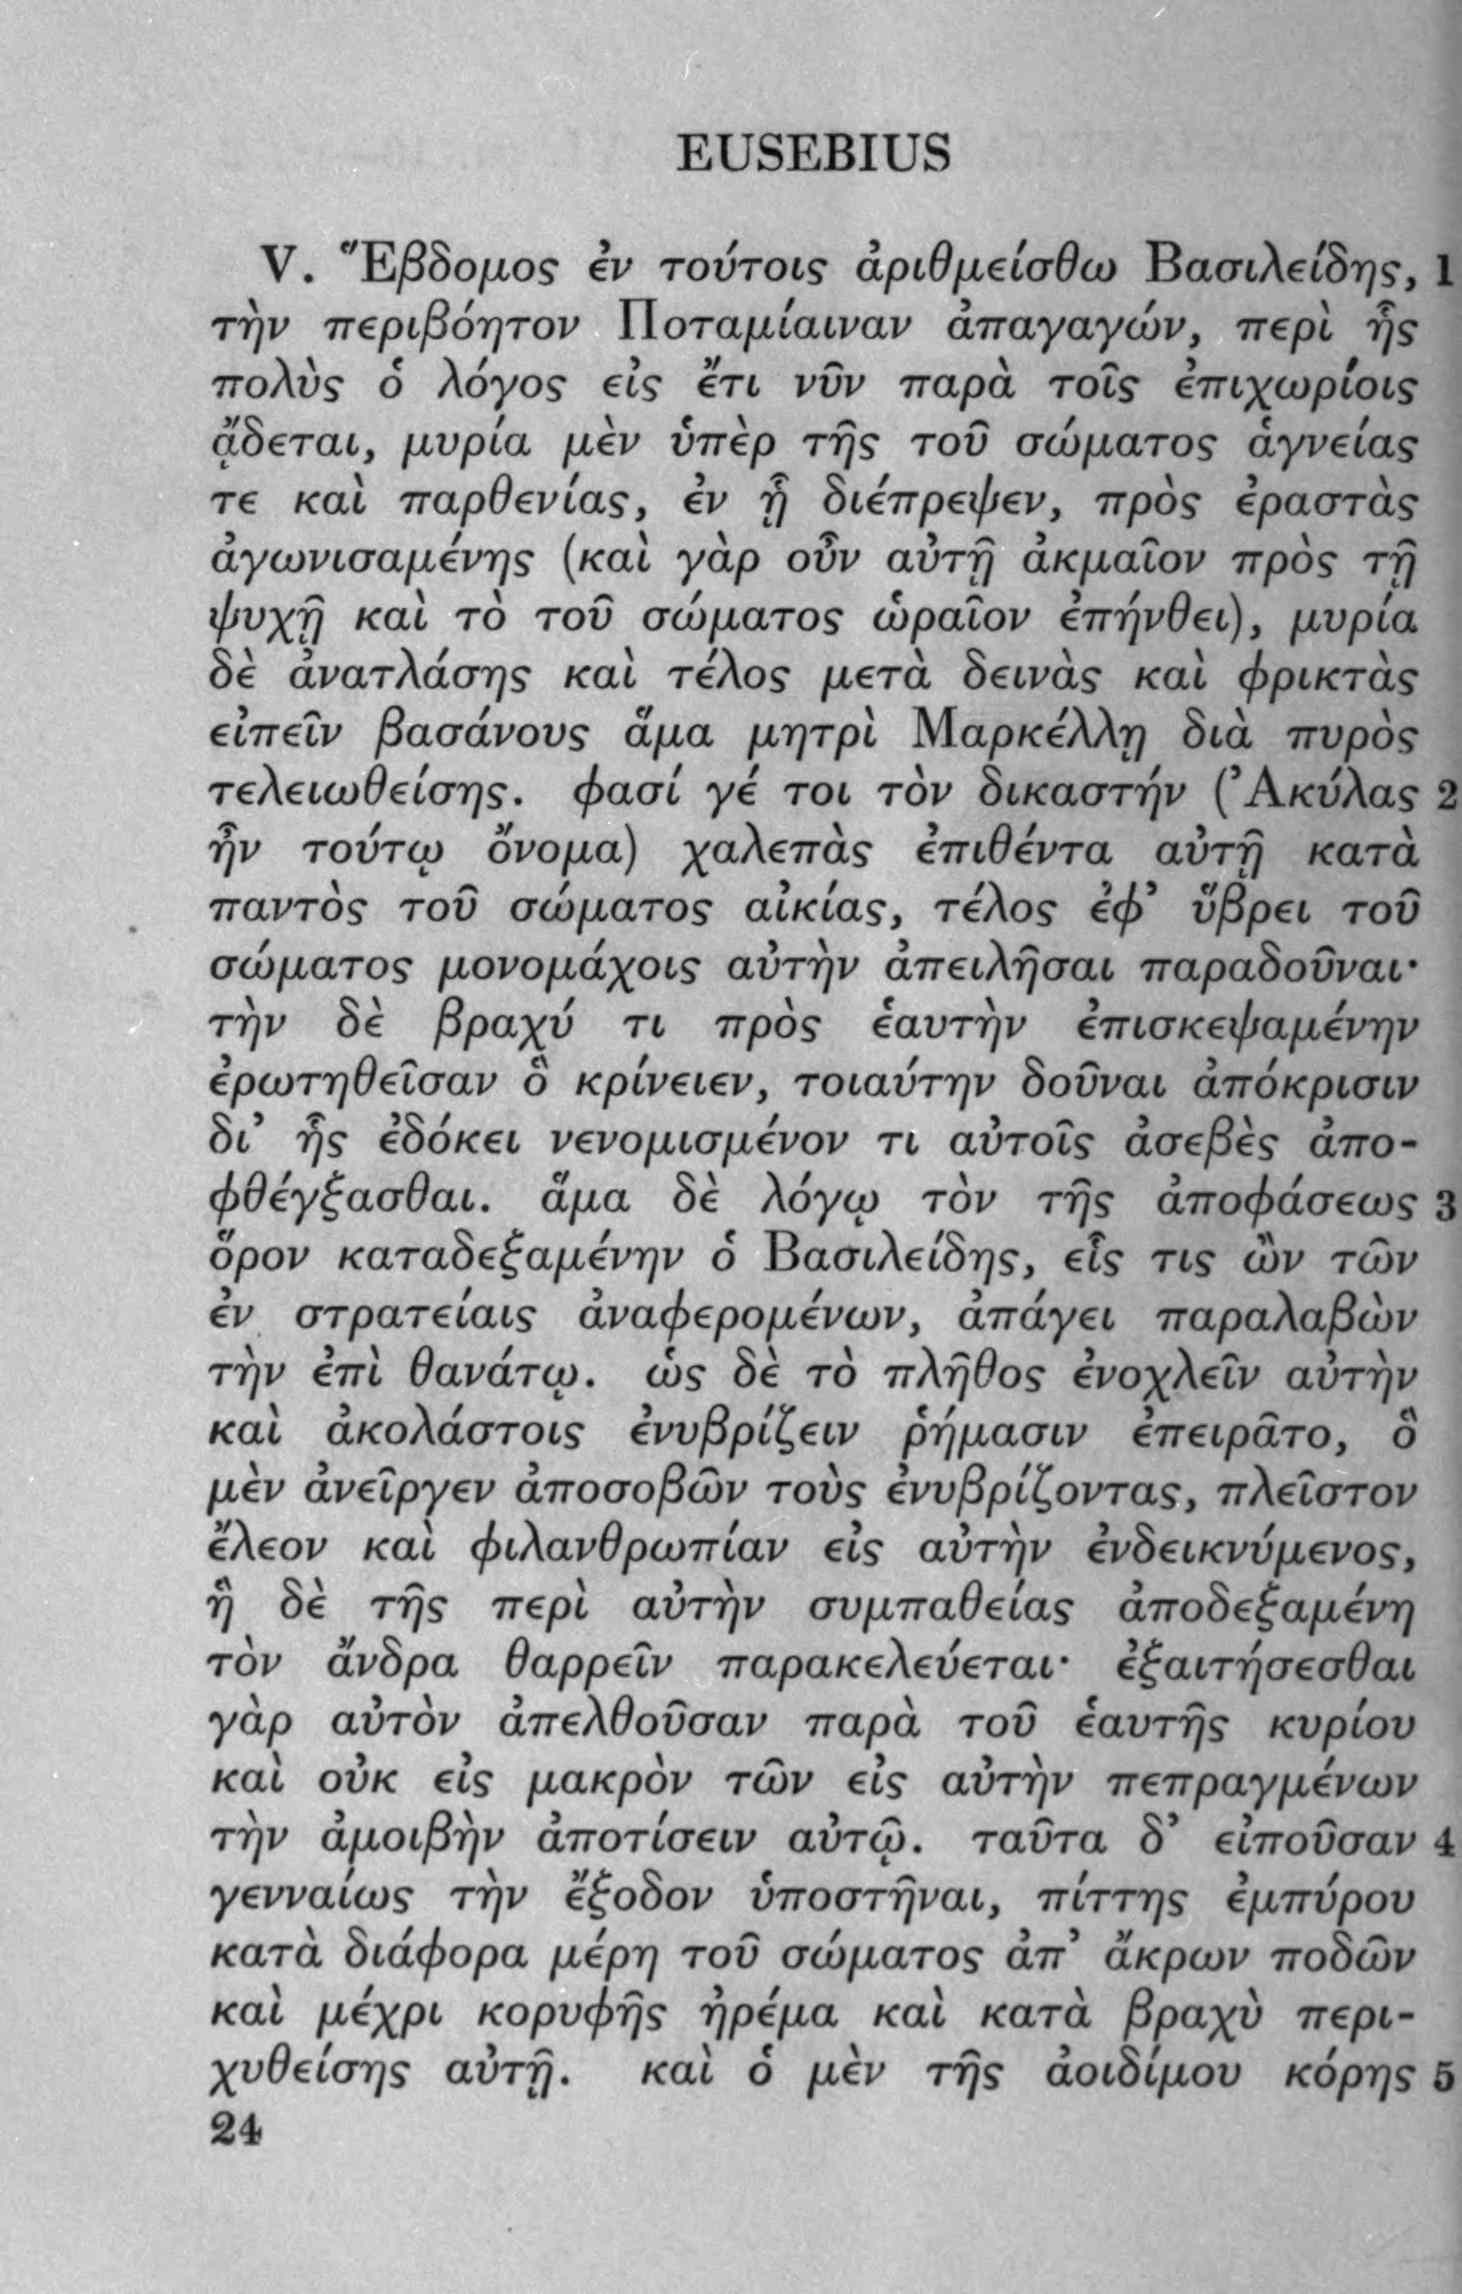 EUSEBIUS
V. Ἕβδομος ἐν τούτοις ἀριθμείσθω Βασιλείδης, 1
τὴν περιβόητον Ποταμίαιναν ἀπαγαγών, περὶ ἧς
πολὺς ὁ λόγος εἰς ἔτι νῦν παρὰ τοῖς ἐπιχωρίοις
ᾄδεται, μυρία μὲν ὑπὲρ τῆς τοῦ σώματος ἁγνείας
τε καὶ παρθενίας, ἐν ᾗ διέπρεψεν, πρὸς ἐραστὰς
ἀγωνισαμένης (καὶ γὰρ οὖν αὐτῇ ἀκμαῖον πρὸς τῇ
ψυχῇ καὶ τὸ τοῦ σώματος ὡραῖον ἐπήνθει), μυρία
δὲ ἀνατλάσης καὶ τέλος μετὰ δεινὰς καὶ φρικτὰς
εἰπεῖν βασάνους ἅμα μητρὶ Μαρκέλλῃ διὰ πυρὸς
τελειωθείσης. φασί γέ τοι τὸν δικαστήν (Ἀκύλας 2
ἦν τούτῳ ὄνομα) χαλεπὰς ἐπιθέντα αὐτῇ κατὰ
παντὸς τοῦ σώματος αἰκίας, τέλος ἐφ’ ὕβρει τοῦ
σώματος μονομάχοις αὐτὴν ἀπειλῆσαι παραδοῦναι·
τὴν δὲ βραχύ τι πρὸς ἑαυτὴν ἐπισκεψαμένην
ἐρωτηθεῖσαν ὃ κρίνειεν, τοιαύτην δοῦναι ἀπόκρισιν
δι’ ἧς ἐδόκει νενομισμένον τι αὐτοῖς ἀσεβὲς ἀπο-
φθέγξασθαι. ἅμα δὲ λόγῳ τὸν τῆς ἀποφάσεως 3
ὅρον καταδεξαμένην ὁ Βασιλείδης, εἷς τις ὢν τῶν
ἐν στρατείαις ἀναφερομένων, ἀπάγει παραλαβὼν
τὴν ἐπὶ θανάτῳ. ὡς δὲ τὸ πλῆθος ἐνοχλεῖν αὐτὴν
καὶ ἀκολάστοις ἐνυβρίζειν ῥήμασιν ἐπειρᾶτο, ὃ
μὲν ἀνεῖργεν ἀποσοβῶν τοὺς ἐνυβρίζοντας, πλεῖστον
ἔλεον καὶ φιλανθρωπίαν εἰς αὐτὴν ἐνδεικνύμενος,
ἣ δὲ τῆς περὶ αὐτὴν συμπαθείας ἀποδεξαμένη
τὸν ἄνδρα θαρρεῖν παρακελεύεται· ἐξαιτήσεσθαι
γὰρ αὐτὸν ἀπελθοῦσαν παρὰ τοῦ ἑαυτῆς κυρίου
καὶ οὐκ εἰς μακρὸν τῶν εἰς αὐτὴν πεπραγμένων
τὴν ἀμοιβὴν ἀποτίσειν αὐτῷ. ταῦτα δ’ εἰποῦσαν 4
γενναίως τὴν ἔξοδον ὑποστῆναι, πίττης ἐμπύρου
κατὰ διάφορα μέρη τοῦ σώματος ἀπ’ ἄκρων ποδῶν
καὶ μέχρι κορυφῆς ἠρέμα καὶ κατὰ βραχὺ περι-
χυθείσης αὐτῇ. καὶ ὁ μὲν τῆς ἀοιδίμου κόρης 5
24